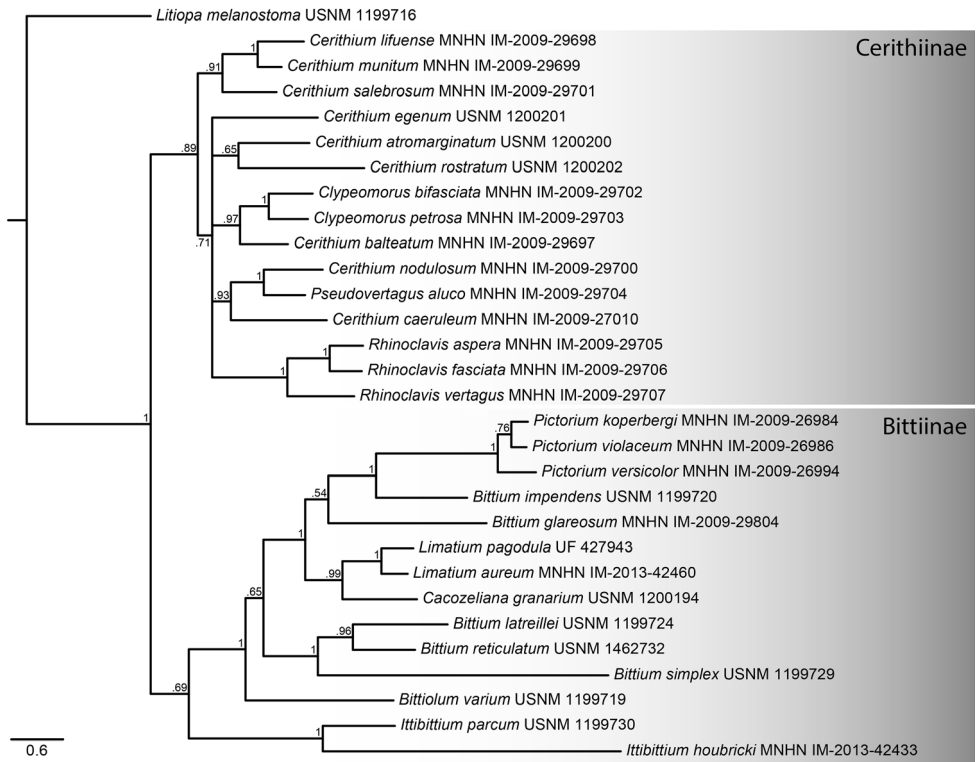 Litiopa melanostoma USNM 1199716
Cerithiinae
Cerithium lifuense MNHN IM-2009-29698
1
Cerithium munitum MNHN IM-2009-29699
.91
Cerithium salebrosum MNHN IM-2009-29701
Cerithium egenum USNM 1200201
Cerithium atromarginatum USNM 1200200
.89
.65
Cerithium rostratum USNM 1200202
Clypeomorus bifasciata MNHN IM-2009-29702
1
Clypeomorus petrosa MNHN IM-2009-29703
.97
Cerithium balteatum MNHN IM-2009-29697
.71
Cerithium nodulosum MNHN IM-2009-29700
1
Pseudovertagus aluco MNHN IM-2009-29704
.93
Cerithium caeruleum MNHN IM-2009-27010
Rhinoclavis aspera MNHN IM-2009-29705
1
Rhinoclavis fasciata MNHN IM-2009-29706
1
Rhinoclavis vertagus MNHN IM-2009-29707
1
Bittiinae
Pictorium koperbergi MNHN IM-2009-26984
.76
Pictorium violaceum MNHN IM-2009-26986
1
Pictorium versicolor MNHN IM-2009-26994
1
Bittium impendens USNM 1199720
.54
Bittium glareosum MNHN IM-2009-29804
1
Limatium pagodula UF 427943
1
Limatium aureum MNHN IM-2013-42460
.99
Cacozeliana granarium USNM 1200194
.65
Bittium latreillei USNM 1199724
.96
Bittium reticulatum USNM 1462732
1
1
Bittium simplex USNM 1199729
.69
Bittiolum varium USNM 1199719
Ittibittium parcum USNM 1199730
1
Ittibittium houbricki MNHN IM-2013-42433
0.6